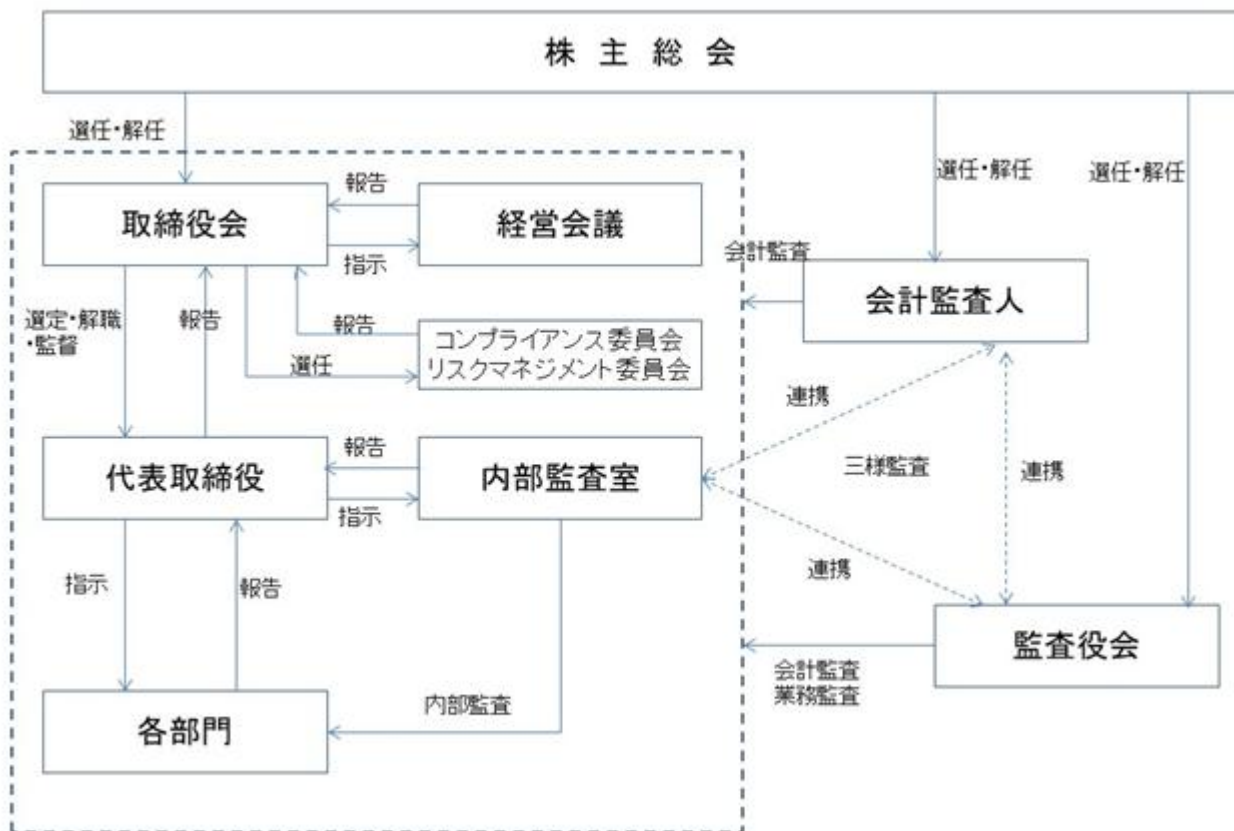 株 主 総 会
選任・解任
選任・解任
選任・解任
取締役会
報告
指示
経営会議
会計監査
会計監査人
選定・解職
・監督
報告
報告
選任
コンプライアンス委員会
リスクマネジメント委員会
連携
三様監査
連携
代表取締役
報告
指示
内部監査室
指示
報告
連携
監査役会
会計監査
業務監査
各部門
内部監査